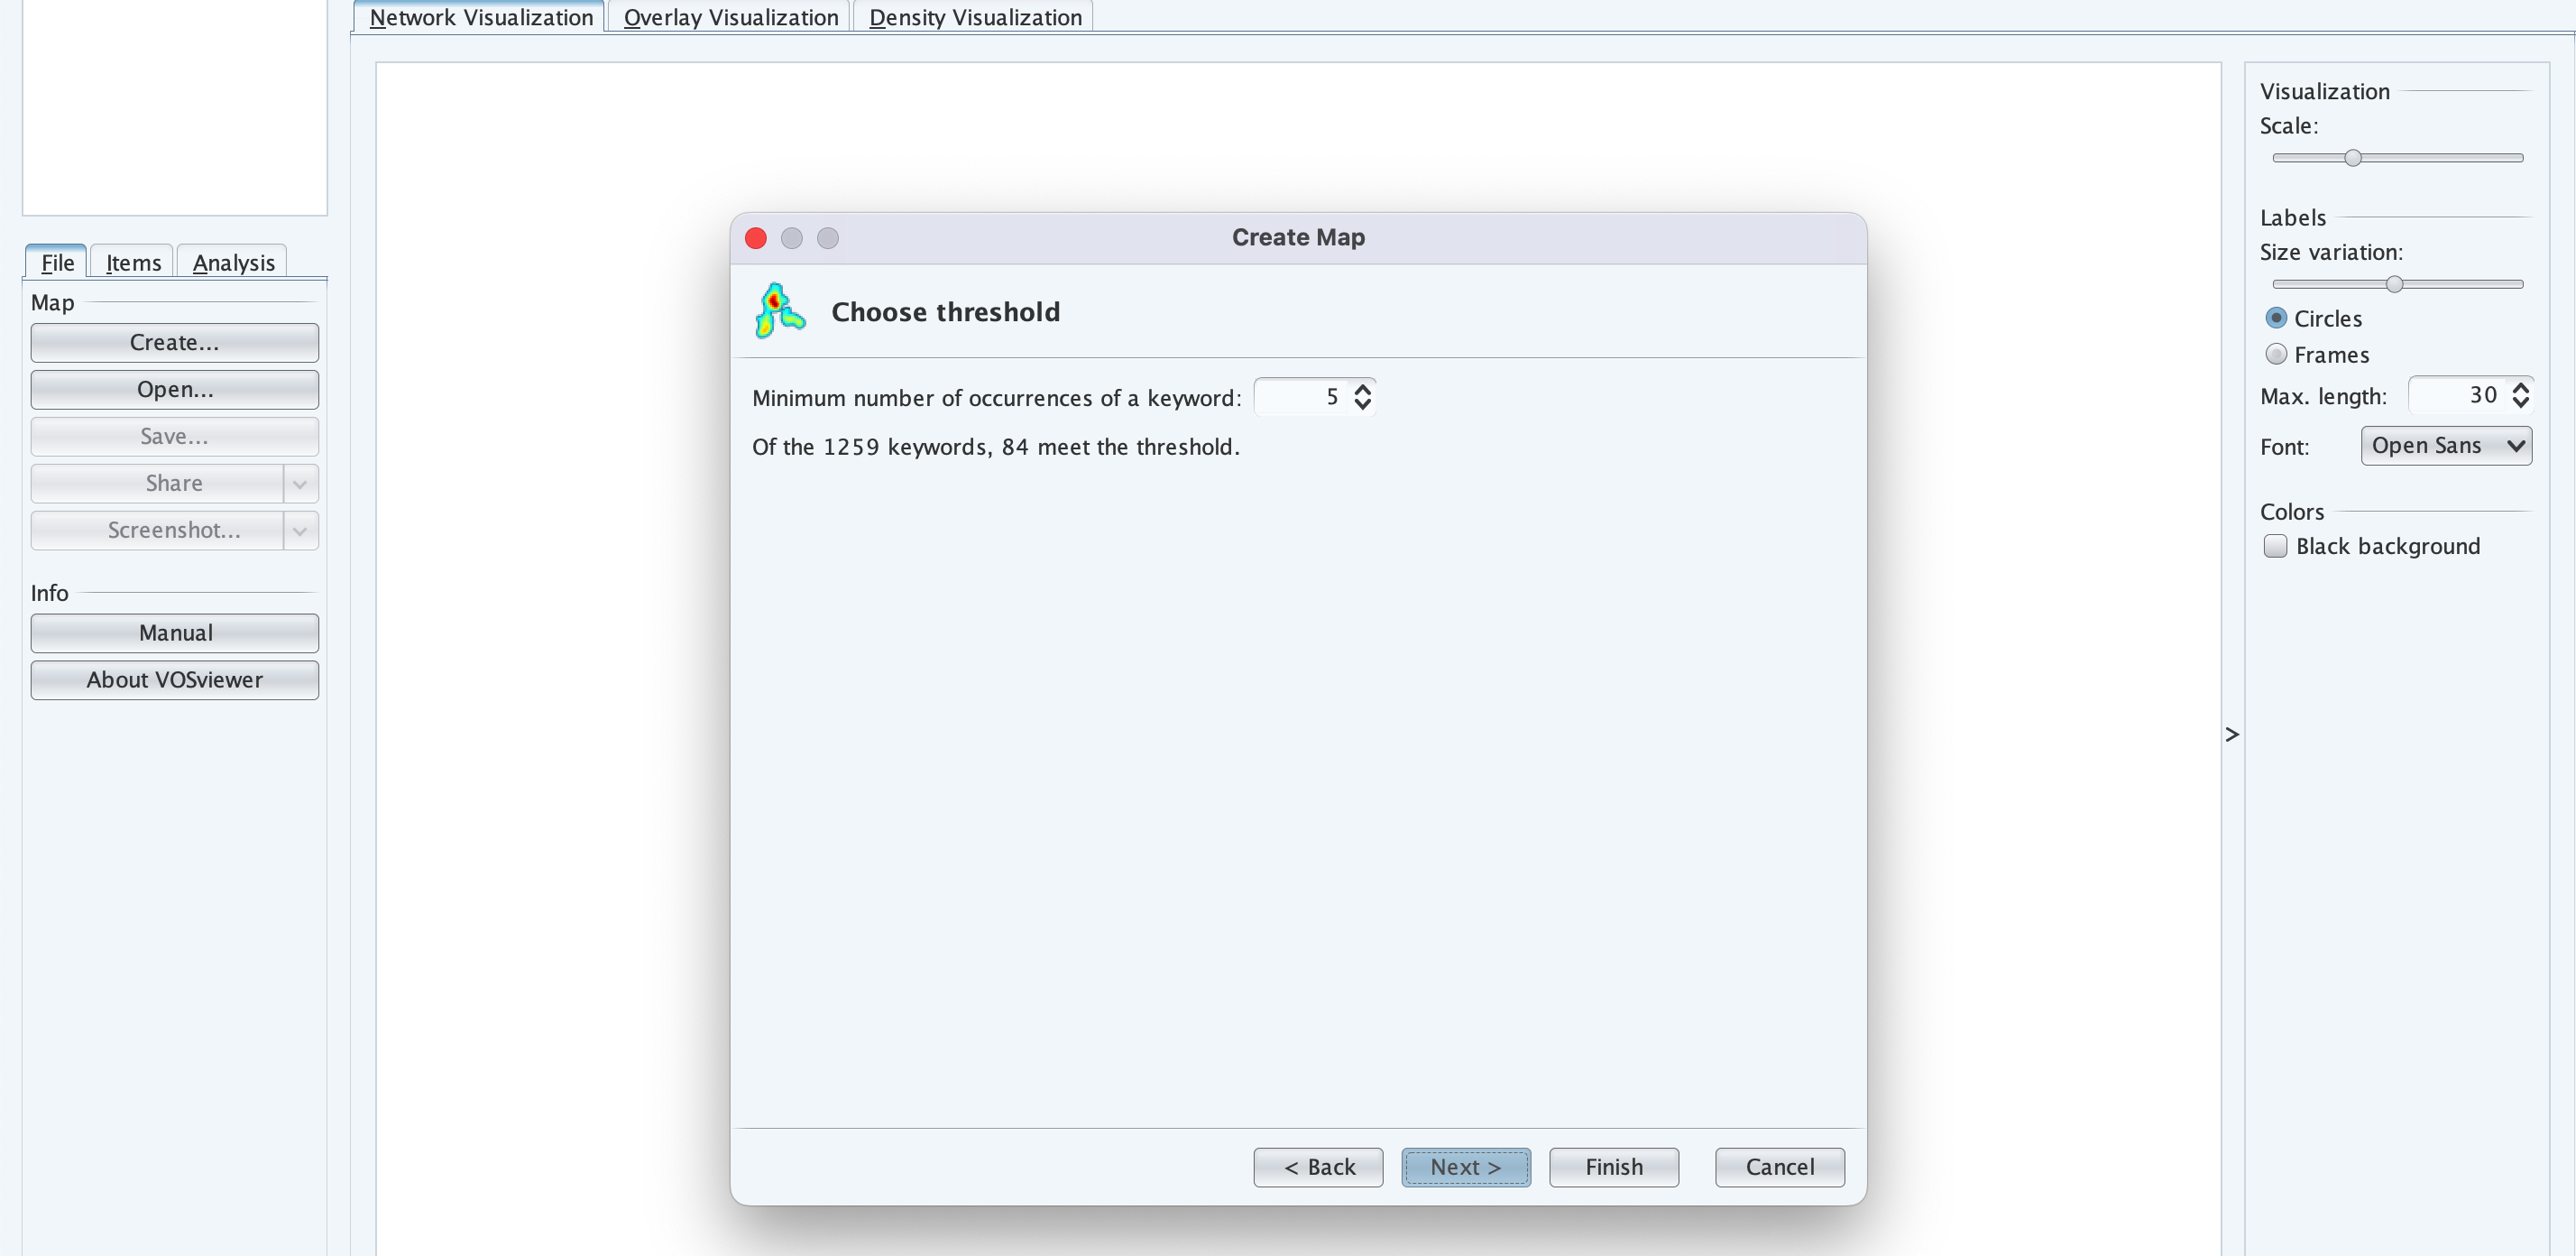 Network Visualization Overlay Visualization Density Visualization
File Items Analysis
Map
Create...
Open...
Save...
Share
Screenshot...
Info
Manual
About VOSviewer
Create Map
Choose threshold
Minimum number of occurrences of a keyword: 5
Of the 1259 keywords, 84 meet the threshold.
< Back Next > Finish Cancel
>
Visualization
Scale:
Labels
Size variation:
Circles
Frames
Max. length: 30
Font: Open Sans
Colors
Black background